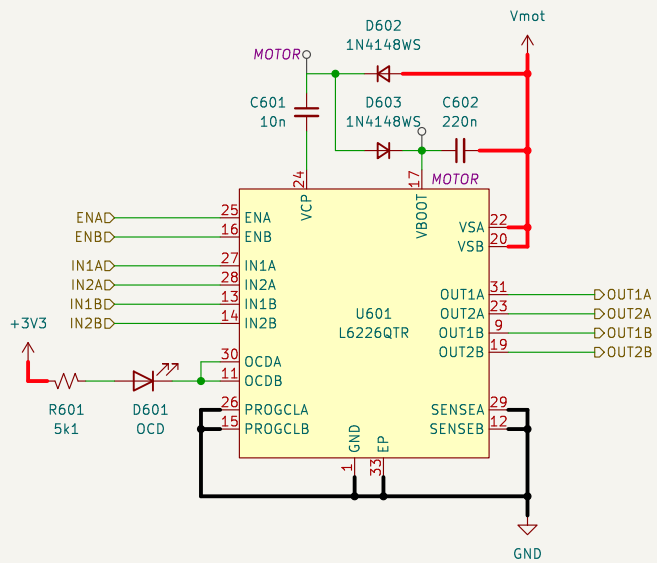 Vmot
D602
1N4148WS
MOTOR
C601
10n
D603
1N4148WS
C602
220n
MOTOR
24
17
VCP
VBOOT
ENA
25
ENA
ENB
16
ENB
VSA
22
VSB
20
IN1A
27
IN1A
IN2A
28
IN2A
IN1B
13
IN1B
IN2B
14
IN2B
U601
L6226QTR
OUT1A
31
OUT1A
OUT2A
23
OUT2A
OUT1B
9
OUT1B
OUT2B
19
OUT2B
+3V3
R601
5k1
D601
OCD
30
OCDA
11
OCDB
26
PROGCLA
15
PROGCLB
SENSEA
29
SENSEB
12
GND
EP
1
33
GND